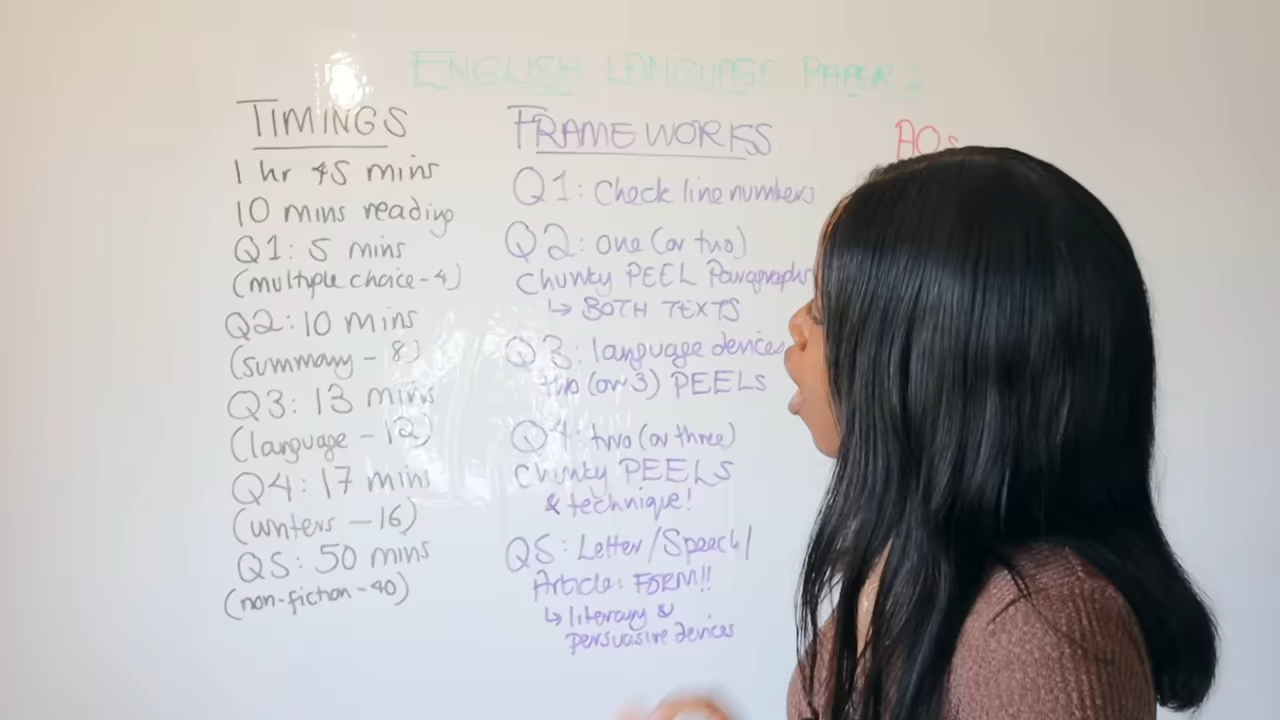 ENGLISH LANGUAGE PAPER 2
TIMINGS
1 hr 45 mins
10 mins reading
Q1: 5 mins
(multiple choice - 4)
Q2: 10 mins
(summary - 8)
Q3: 13 mins
(language - 12)
Q4: 17 mins
(writers - 16)
Q5: 50 mins
(non-fiction - 40)
FRAMEWORKS
Q1: Check line numbers
Q2: one (or two)
Chunky PEEL Paragraphs
↳ BOTH TEXTS
Q3: language devices
two (or 3) PEELs
Q4: two (or three)
Chunky PEELS
& technique!
Q5: Letter/Speech/
Article: FORM!!
↳ literary &
persuasive devices
AOs